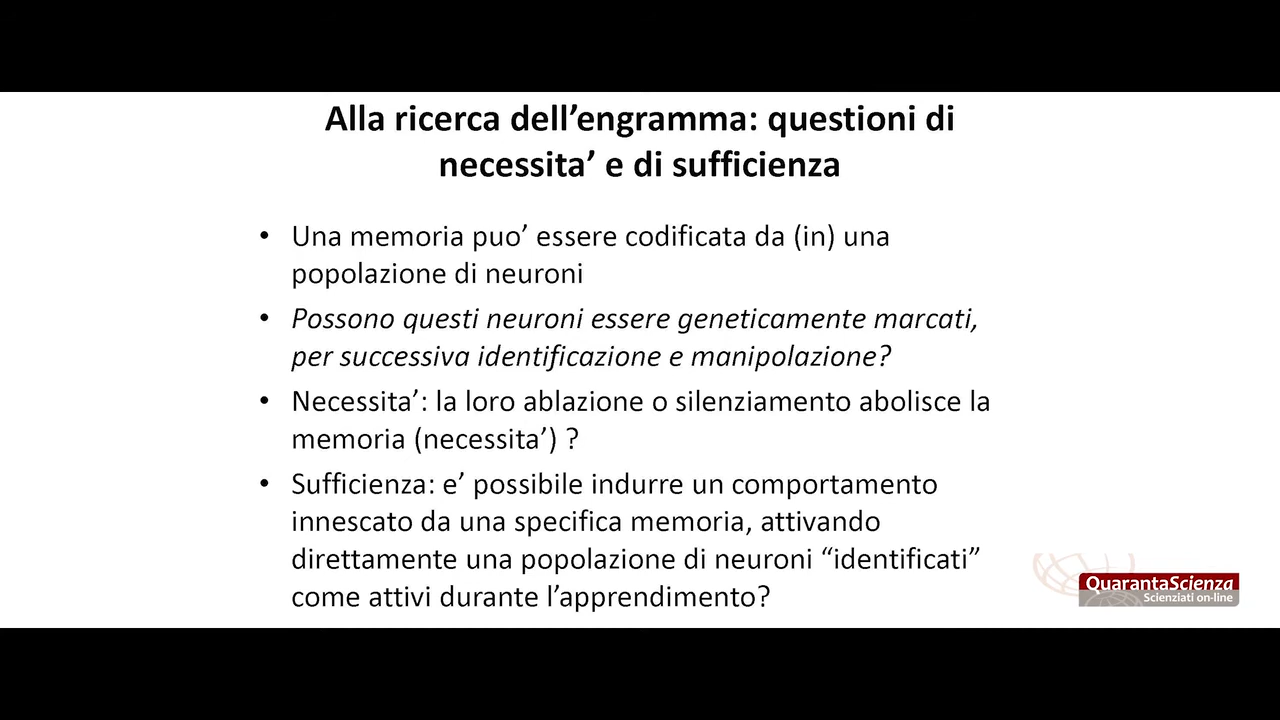 Alla ricerca dell’engramma: questioni di
necessita’ e di sufficienza
• Una memoria puo’ essere codificata da (in) una
popolazione di neuroni
• Possono questi neuroni essere geneticamente marcati,
per successiva identificazione e manipolazione?
• Necessita’: la loro ablazione o silenziamento abolisce la
memoria (necessita’) ?
• Sufficienza: e’ possibile indurre un comportamento
innescato da una specifica memoria, attivando
direttamente una popolazione di neuroni “identificati”
come attivi durante l’apprendimento?
QuarantaScienza
Scienziati on-line